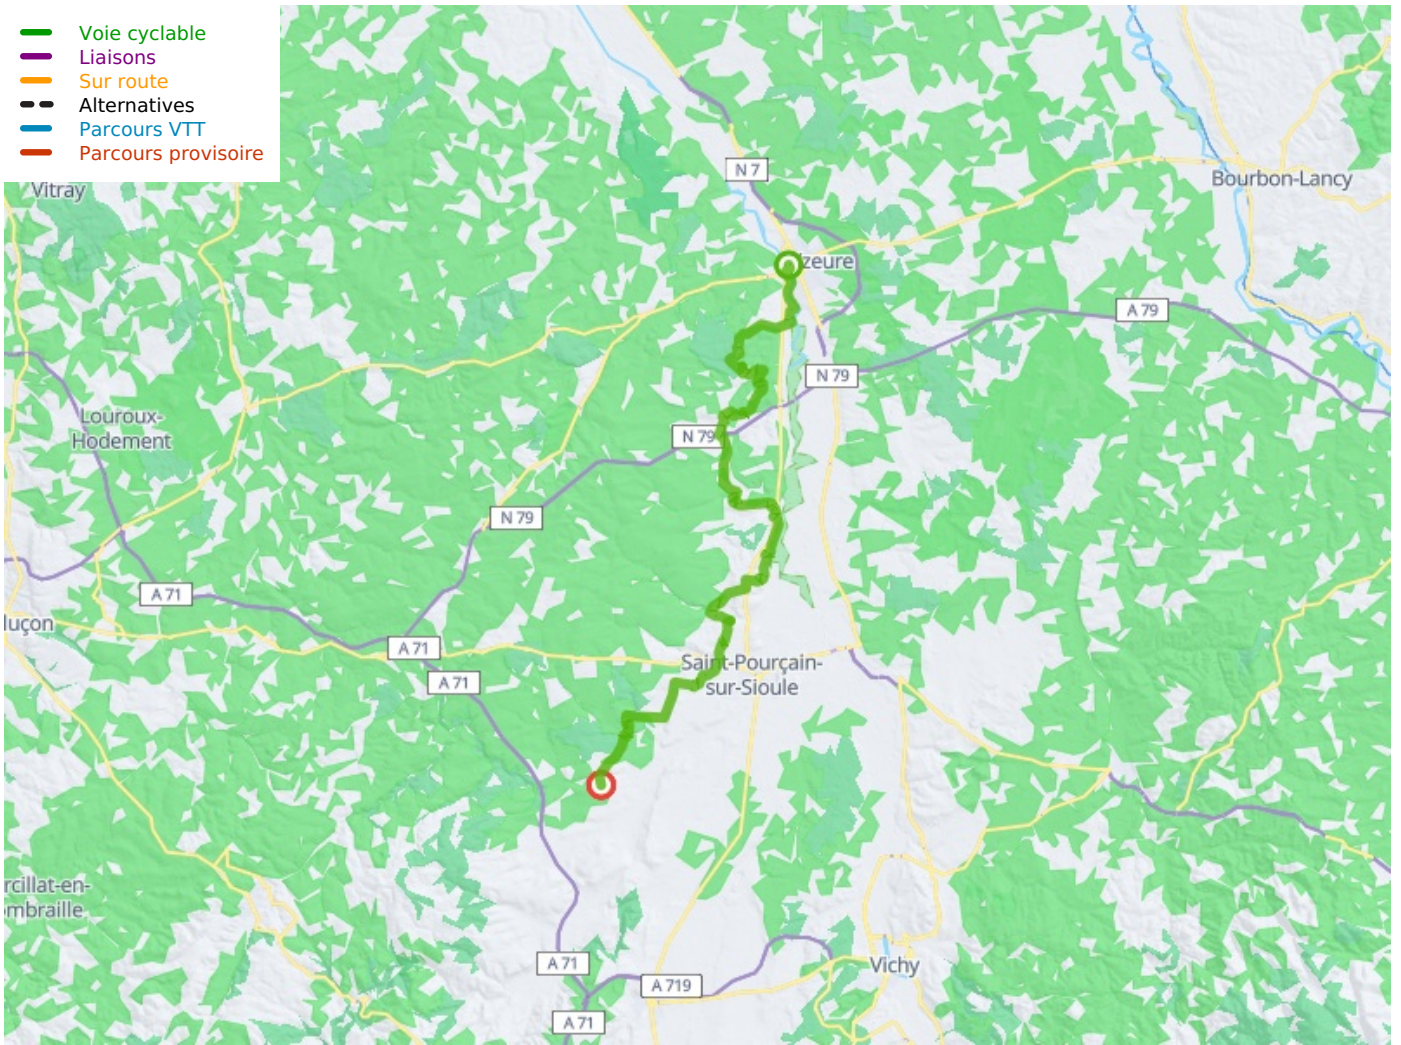 Voie cyclable
Liaisons
Sur route
Alternatives
Parcours VTT
Parcours provisoire
Vitray
N 7
Bourbon-Lancy
zeure
A 79
N 79
Louroux-
Hodement
N 79
N 79
A 71
luçon
A 71
Saint-Pourçain-
sur-Sioule
A 71
rcillat-en-
ombraille
A 71
Vichy
A 719
A 71